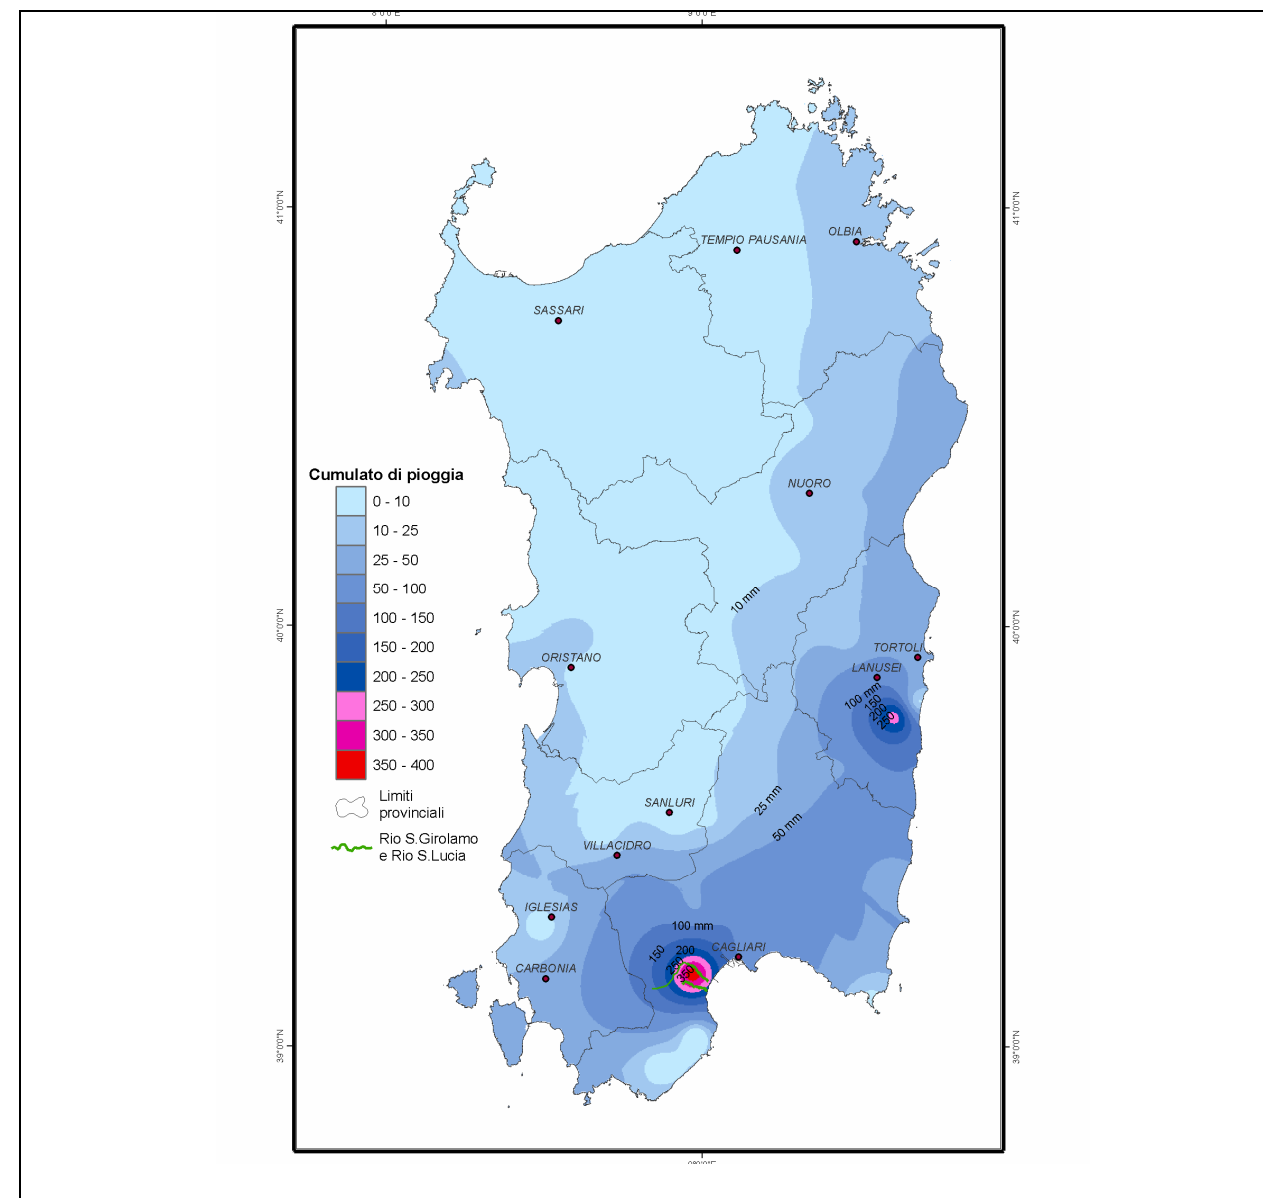 41°0'0"N
41°0'0"N
TEMPIO PAUSANIA
OLBIA
SASSARI
Cumulato di pioggia
0 - 10
10 - 25
25 - 50
50 - 100
100 - 150
150 - 200
200 - 250
250 - 300
300 - 350
350 - 400
Limiti
provinciali
Rio S.Girolamo
e Rio S.Lucia
NUORO
10 mm
40°0'0"N
40°0'0"N
ORISTANO
TORTOLI
LANUSEI
100 mm
150
200
250
25 mm
50 mm
SANLURI
VILLACIDRO
IGLESIAS
100 mm
150
200
250
350
CAGLIARI
CARBONIA
39°0'0"N
39°0'0"N